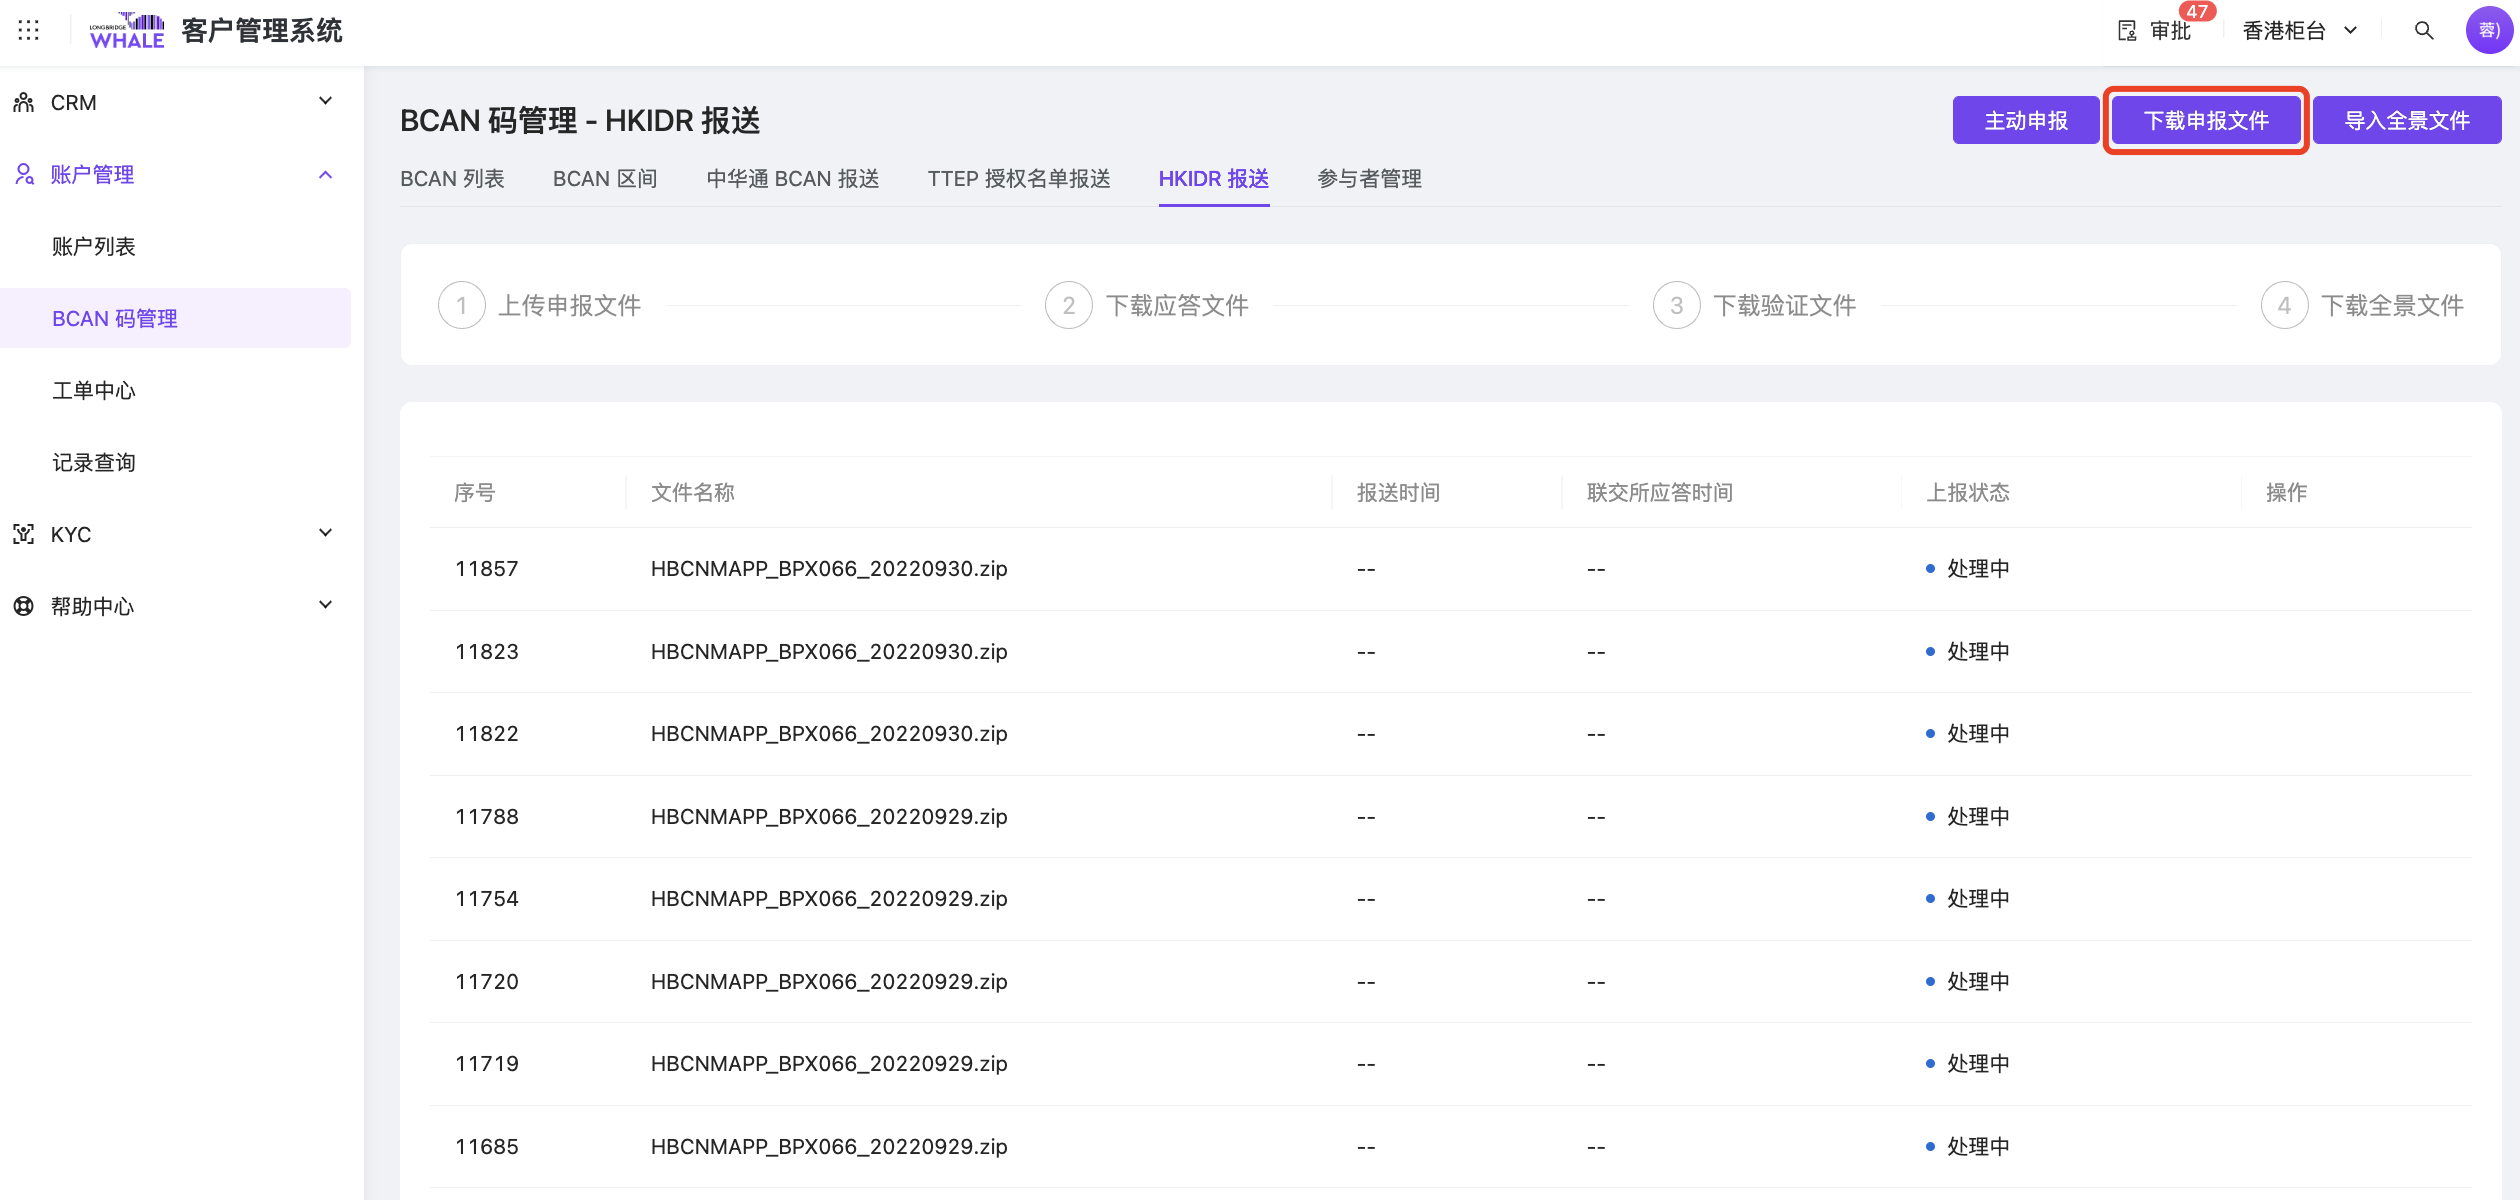 LONGBRIDGE
WHALE
客户管理系统
审批
47
香港柜台
蓉)
CRM
账户管理
账户列表
BCAN 码管理
工单中心
记录查询
KYC
帮助中心
BCAN 码管理 - HKIDR 报送
主动申报
下载申报文件
导入全景文件
BCAN 列表
BCAN 区间
中华通 BCAN 报送
TTEP 授权名单报送
HKIDR 报送
参与者管理
1 上传申报文件
2 下载应答文件
3 下载验证文件
4 下载全景文件
序号 文件名称 报送时间 联交所应答时间 上报状态 操作
11857 HBCNMAPP_BPX066_20220930.zip -- -- 处理中
11823 HBCNMAPP_BPX066_20220930.zip -- -- 处理中
11822 HBCNMAPP_BPX066_20220930.zip -- -- 处理中
11788 HBCNMAPP_BPX066_20220929.zip -- -- 处理中
11754 HBCNMAPP_BPX066_20220929.zip -- -- 处理中
11720 HBCNMAPP_BPX066_20220929.zip -- -- 处理中
11719 HBCNMAPP_BPX066_20220929.zip -- -- 处理中
11685 HBCNMAPP_BPX066_20220929.zip -- -- 处理中